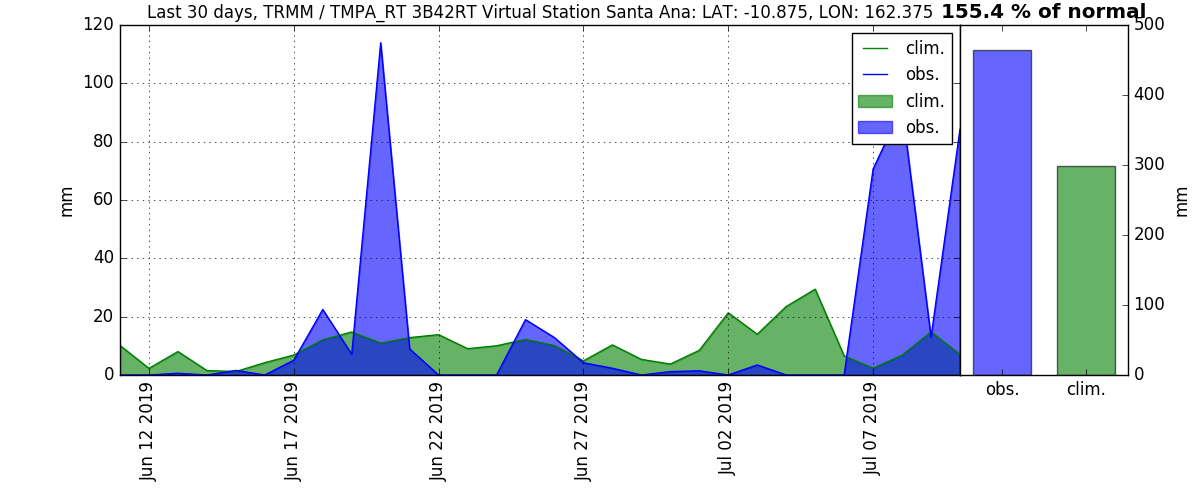 Last 30 days, TRMM / TMPA_RT 3B42RT Virtual Station Santa Ana: LAT: -10.875, LON: 162.375 155.4 % of normal
120
100
80
60
40
20
0
mm
clim.
obs.
clim.
obs.
500
400
300
200
100
0
mm
obs.
clim.
Jun 12 2019
Jun 17 2019
Jun 22 2019
Jun 27 2019
Jul 02 2019
Jul 07 2019